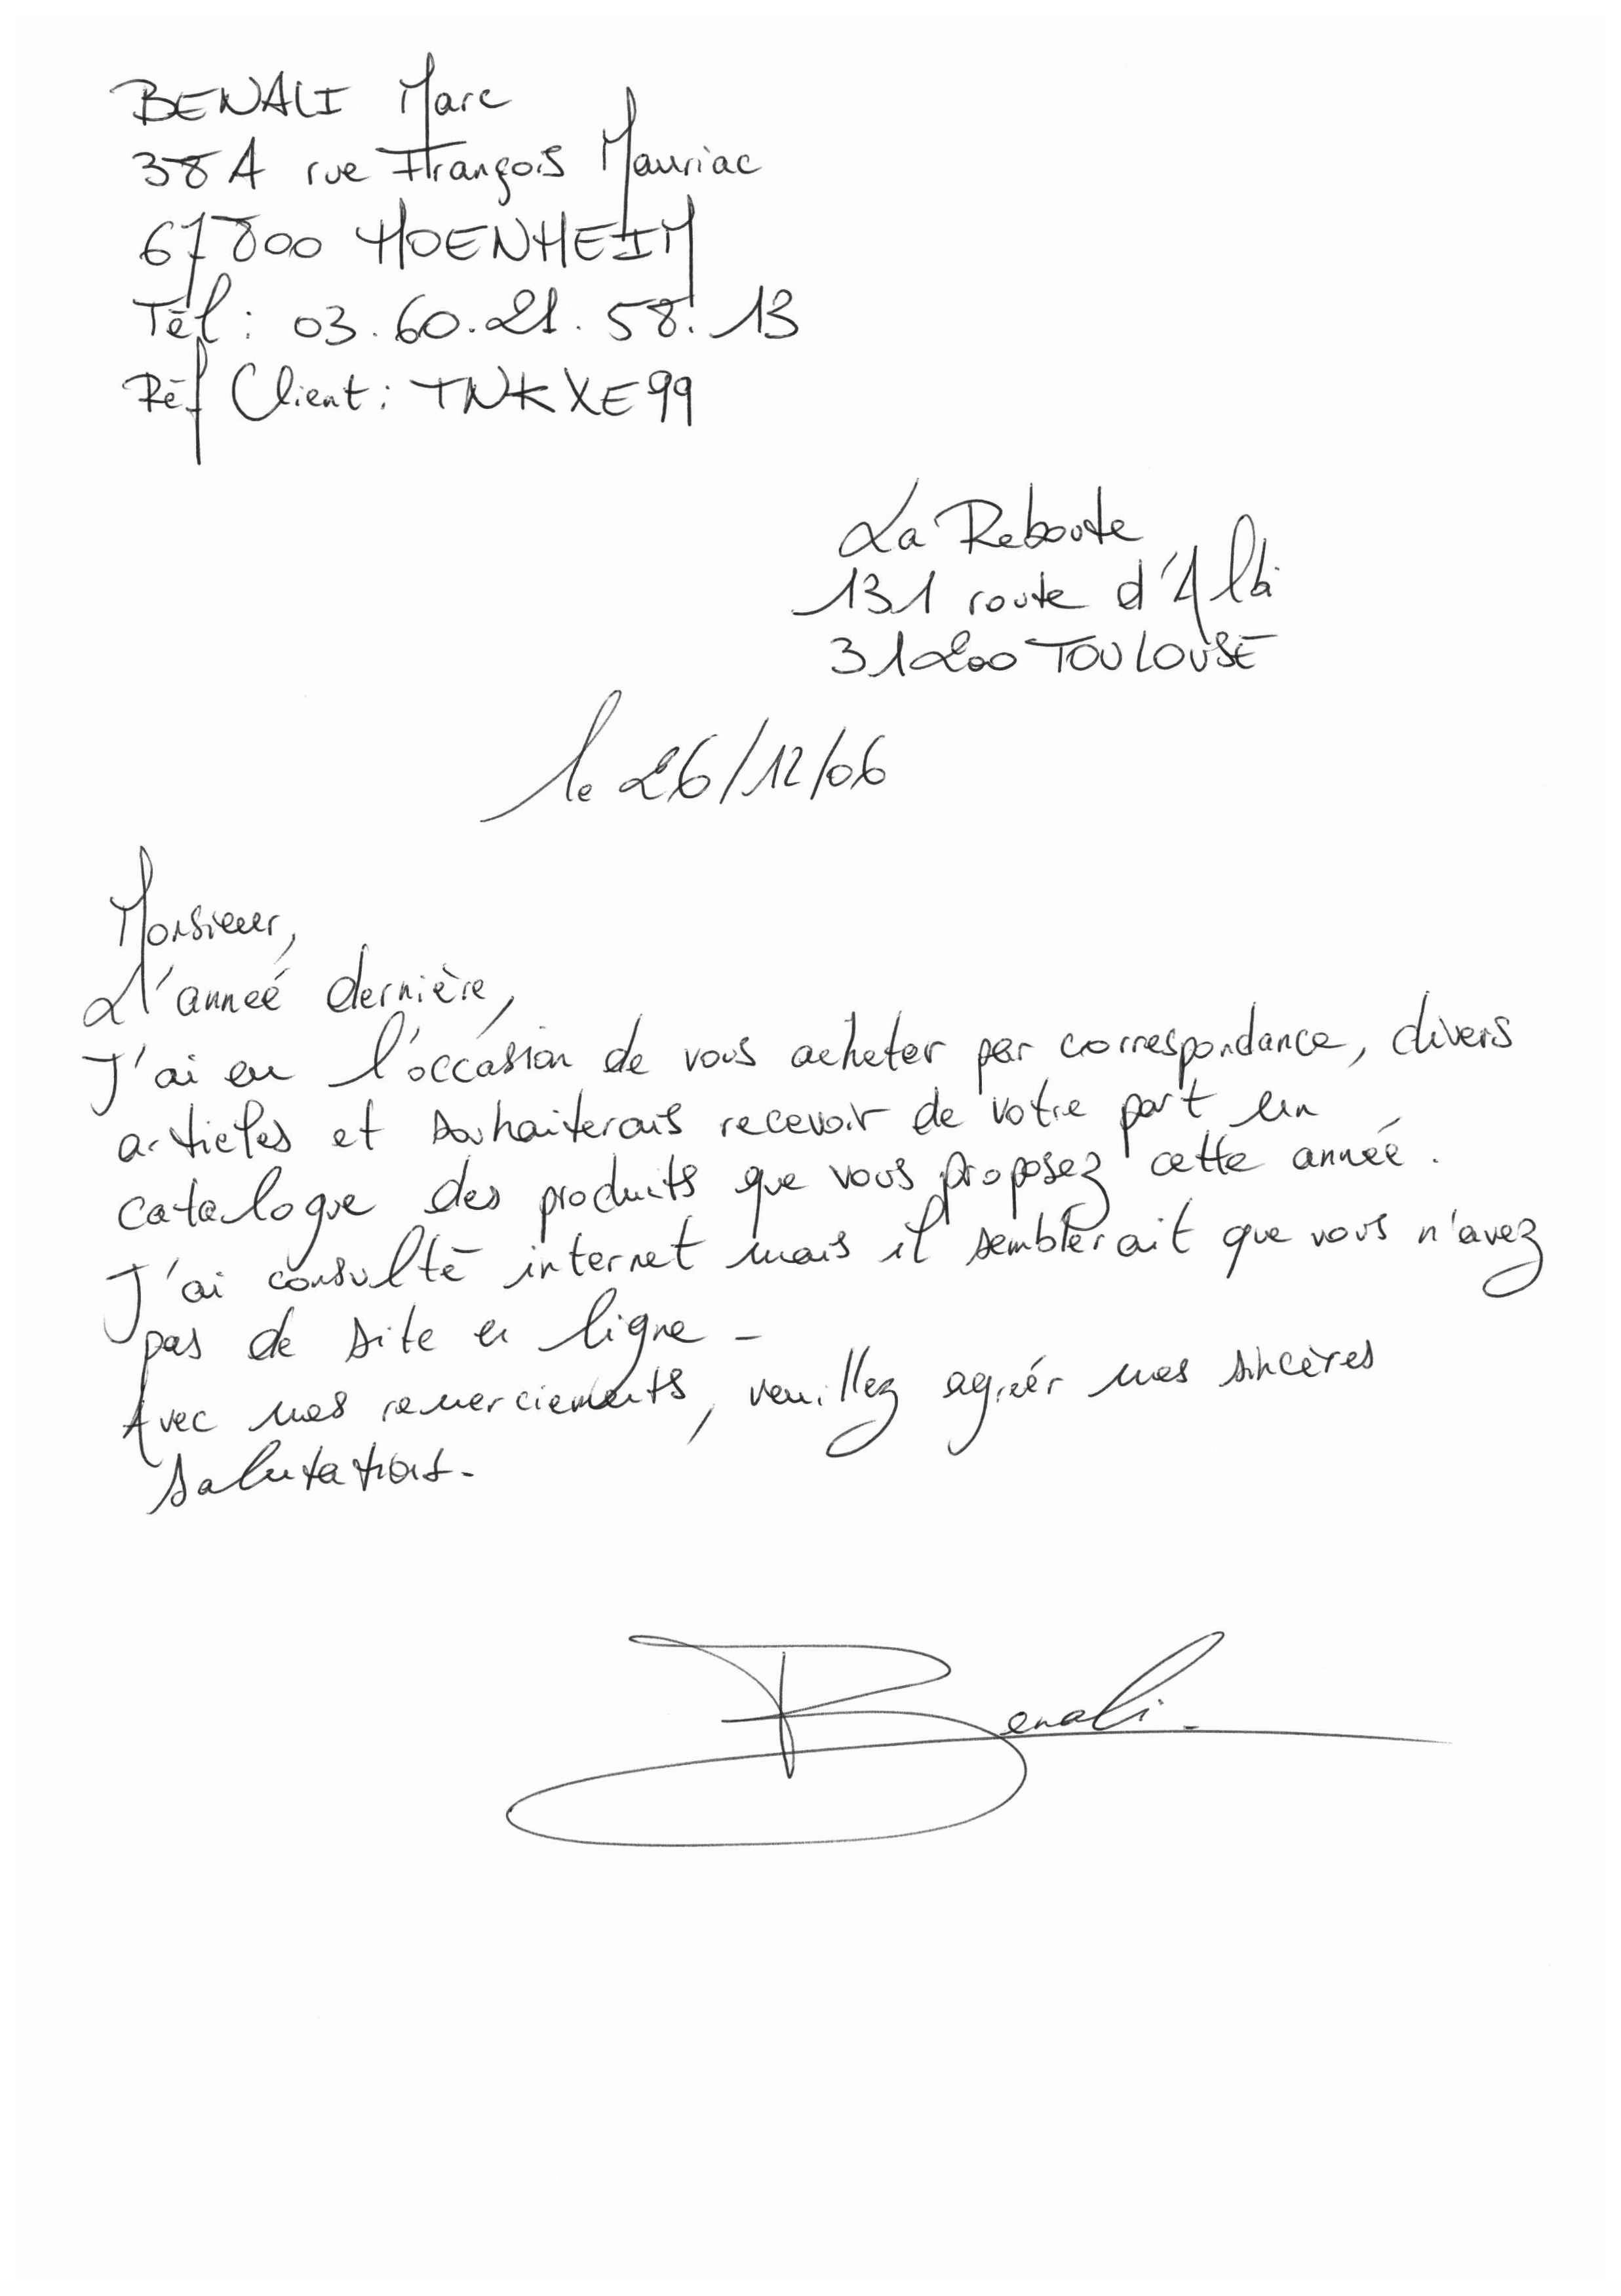 BENALI Marc
38A rue François Mauriac
67800 HOENHEIM
Tél : 03.60.21.58.13
Réf Client : TNKXE99
La Reboute
131 route d'Albi
31200 TOULOUSE
le 26/12/06
Monsieur,
L'année dernière,
J'ai eu l'occasion de vous acheter par correspondance, divers
articles et souhaiterais recevoir de votre part un
catalogue des produits que vous proposez cette année.
J'ai consulté internet mais il semblerait que vous n'avez
pas de site en ligne -
Avec mes remerciements, veuillez agréér mes sincères
salutations.
Benali.